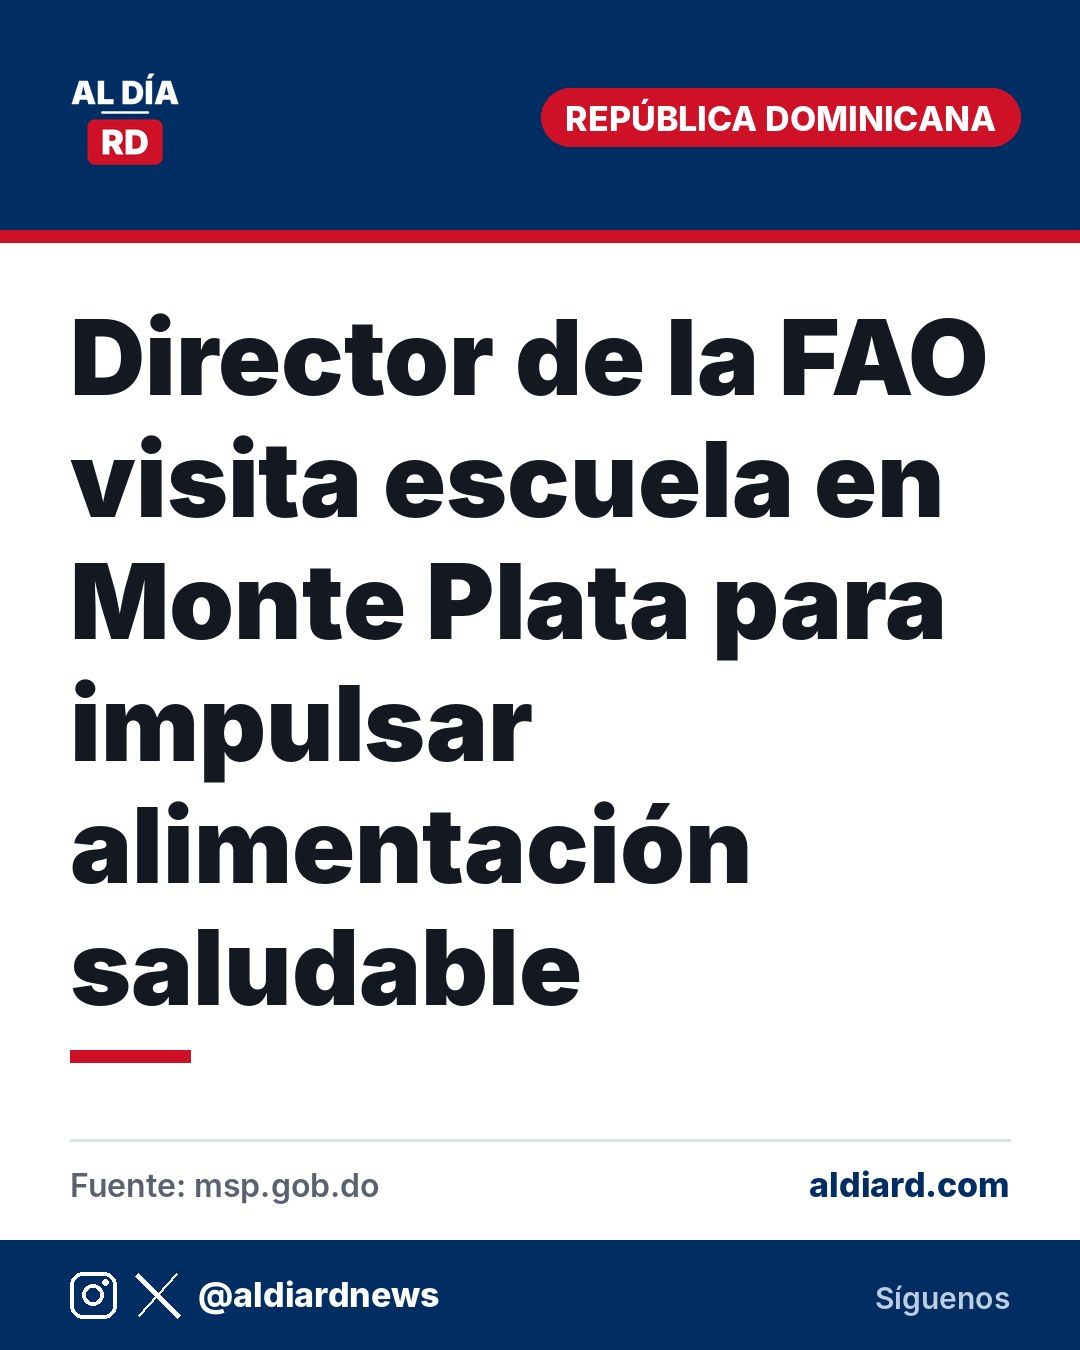 AL DÍA
RD
REPÚBLICA DOMINICANA
Director de la FAO
visita escuela en
Monte Plata para
impulsar
alimentación
saludable
Fuente: msp.gob.do
aldiard.com
@aldiardnews
Síguenos